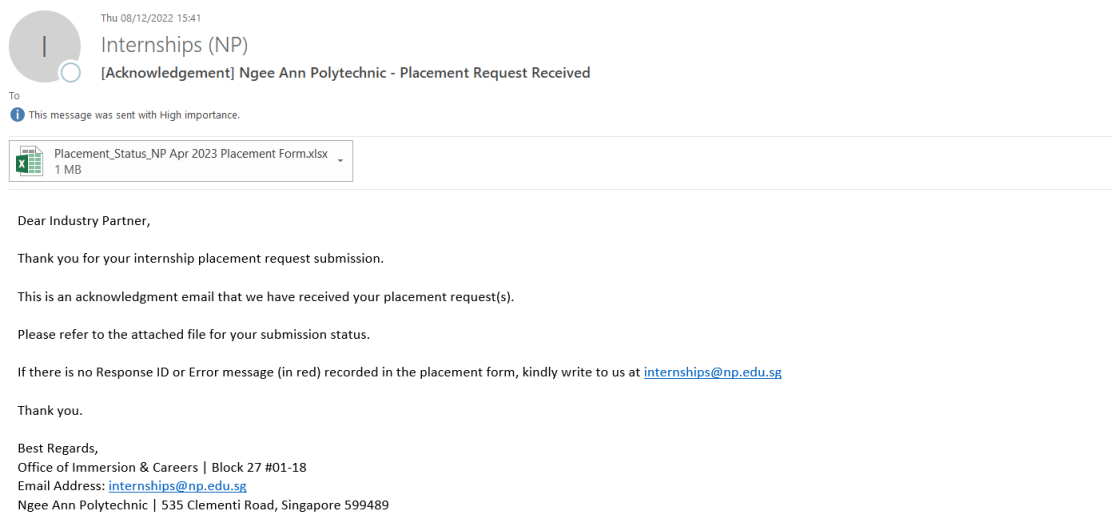 Thu 08/12/2022 15:41
I
Internships (NP)
[Acknowledgement] Ngee Ann Polytechnic - Placement Request Received
To
i This message was sent with High importance.
Placement_Status_NP Apr 2023 Placement Form.xlsx
1 MB
Dear Industry Partner,
Thank you for your internship placement request submission.
This is an acknowledgment email that we have received your placement request(s).
Please refer to the attached file for your submission status.
If there is no Response ID or Error message (in red) recorded in the placement form, kindly write to us at internships@np.edu.sg
Thank you.
Best Regards,
Office of Immersion & Careers | Block 27 #01-18
Email Address: internships@np.edu.sg
Ngee Ann Polytechnic | 535 Clementi Road, Singapore 599489